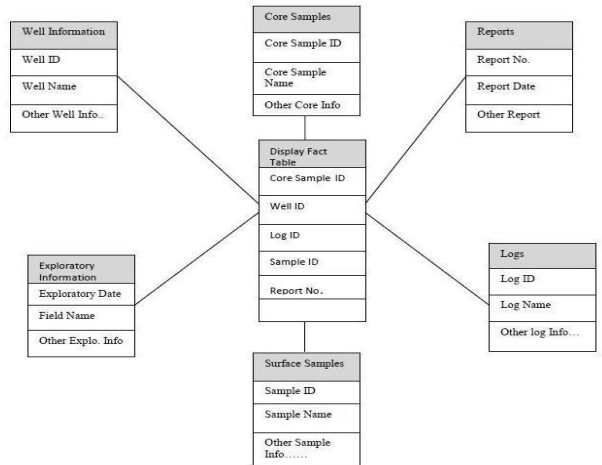 Well Information
Well ID
Well Name
Other Well Info..
Core Samples
Core Sample ID
Core Sample
Name
Other Core Info
Reports
Report No.
Report Date
Other Report
Display Fact
Table
Core Sample ID
Well ID
Log ID
Sample ID
Report No.
Exploratory
Information
Exploratory Date
Field Name
Other Explo. Info
Logs
Log ID
Log Name
Other log Info...
Surface Samples
Sample ID
Sample Name
Other Sample
Info......